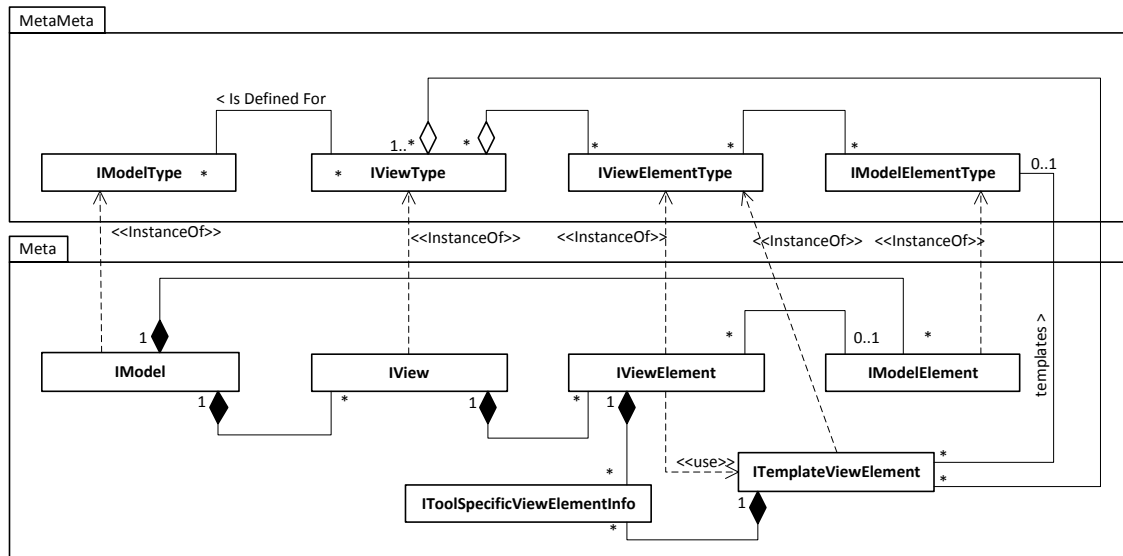 MetaMeta
< Is Defined For
1..*
*
*
*
*
0..1
IModelType
*
*
IViewType
IViewElementType
IModelElementType
<<InstanceOf>>
<<InstanceOf>>
<<InstanceOf>>
<<InstanceOf>>
<<InstanceOf>>
Meta
1
*
0..1
*
templates >
IModel
IView
IViewElement
IModelElement
1
*
1
*
1
<<use>>
*
ITemplateViewElement
*
*
IToolSpecificViewElementInfo
1
*